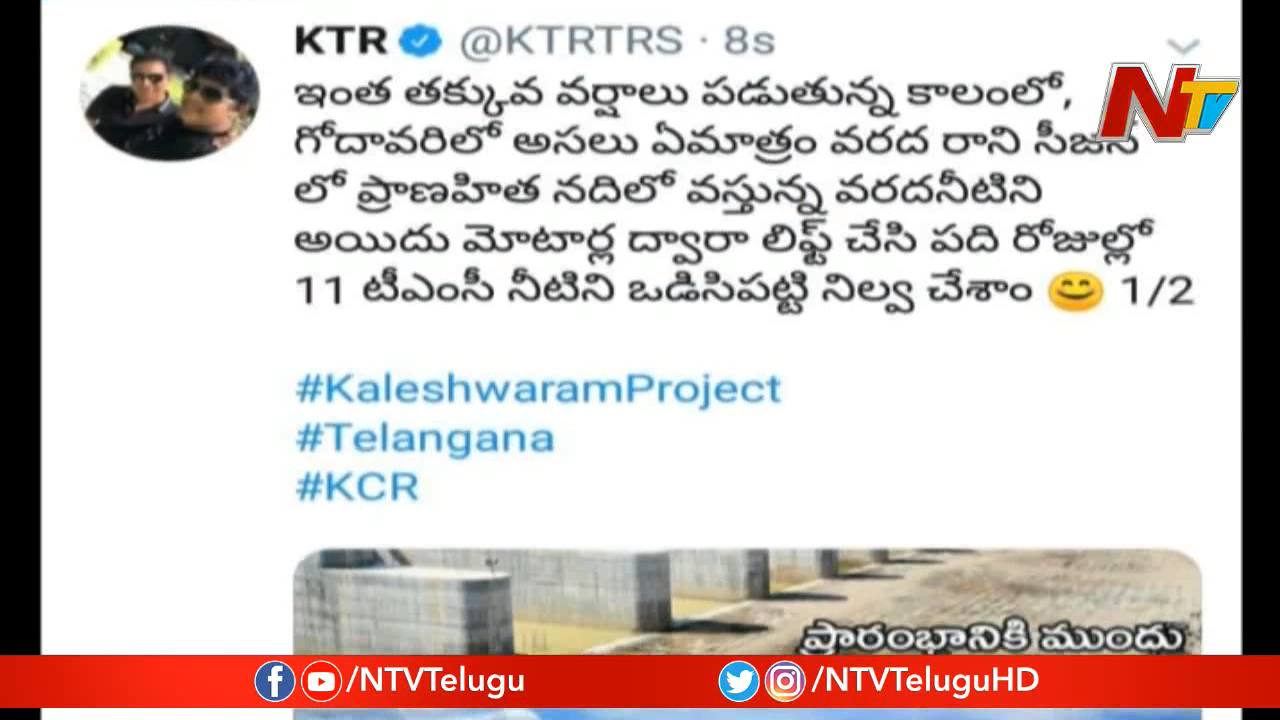 KTR @KTRTRS · 8s
NTV
ఇంత తక్కువ వర్షాలు పడుతున్న కాలంలో,
గోదావరిలో అసలు ఏమాత్రం వరద రాని
లో ప్రాణహిత నదిలో వస్తున్న వరదనీటిని
అయిదు మోటార్ల ద్వారా లిఫ్ట్ చేసి పది రోజుల్లో
11 టీఎంసీ నీటిని ఒడిసిపట్టి నిల్వ చేశాం 😊 1/2
#KaleshwaramProject
#Telangana
#KCR
ప్రారంభానికి ముందు
/NTVTelugu /NTVTeluguHD